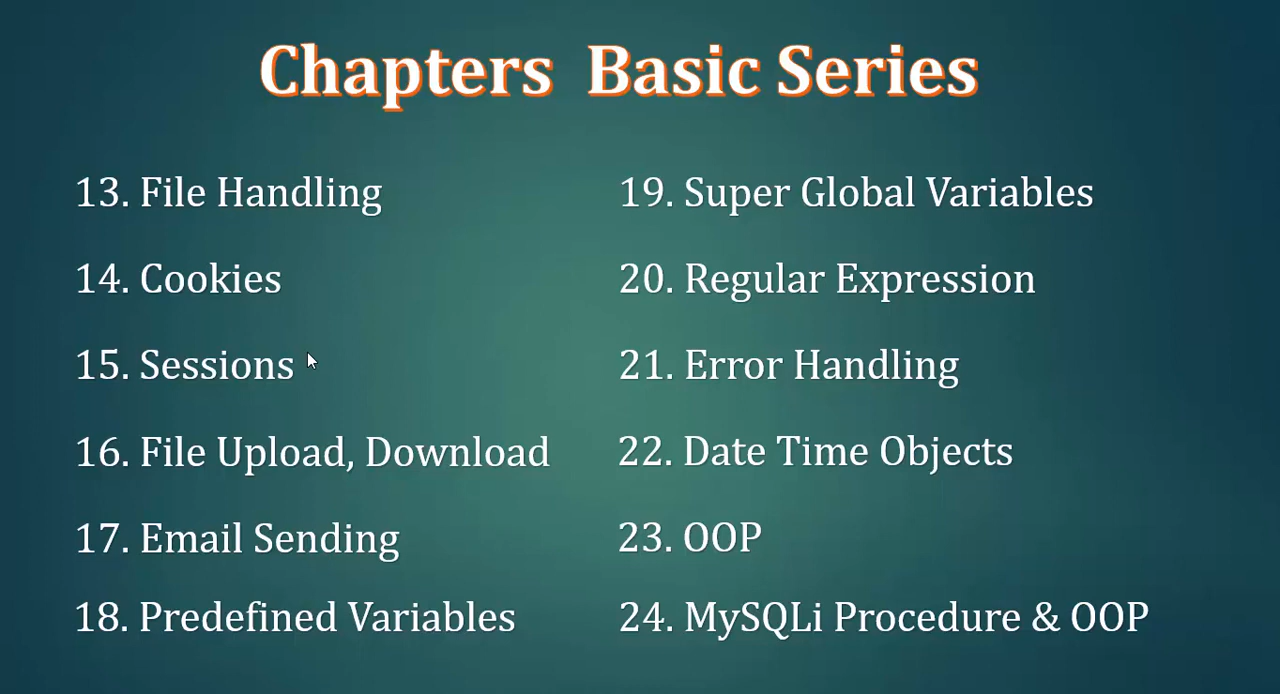 Chapters Basic Series
13. File Handling
14. Cookies
15. Sessions
16. File Upload, Download
17. Email Sending
18. Predefined Variables
19. Super Global Variables
20. Regular Expression
21. Error Handling
22. Date Time Objects
23. OOP
24. MySQLi Procedure & OOP